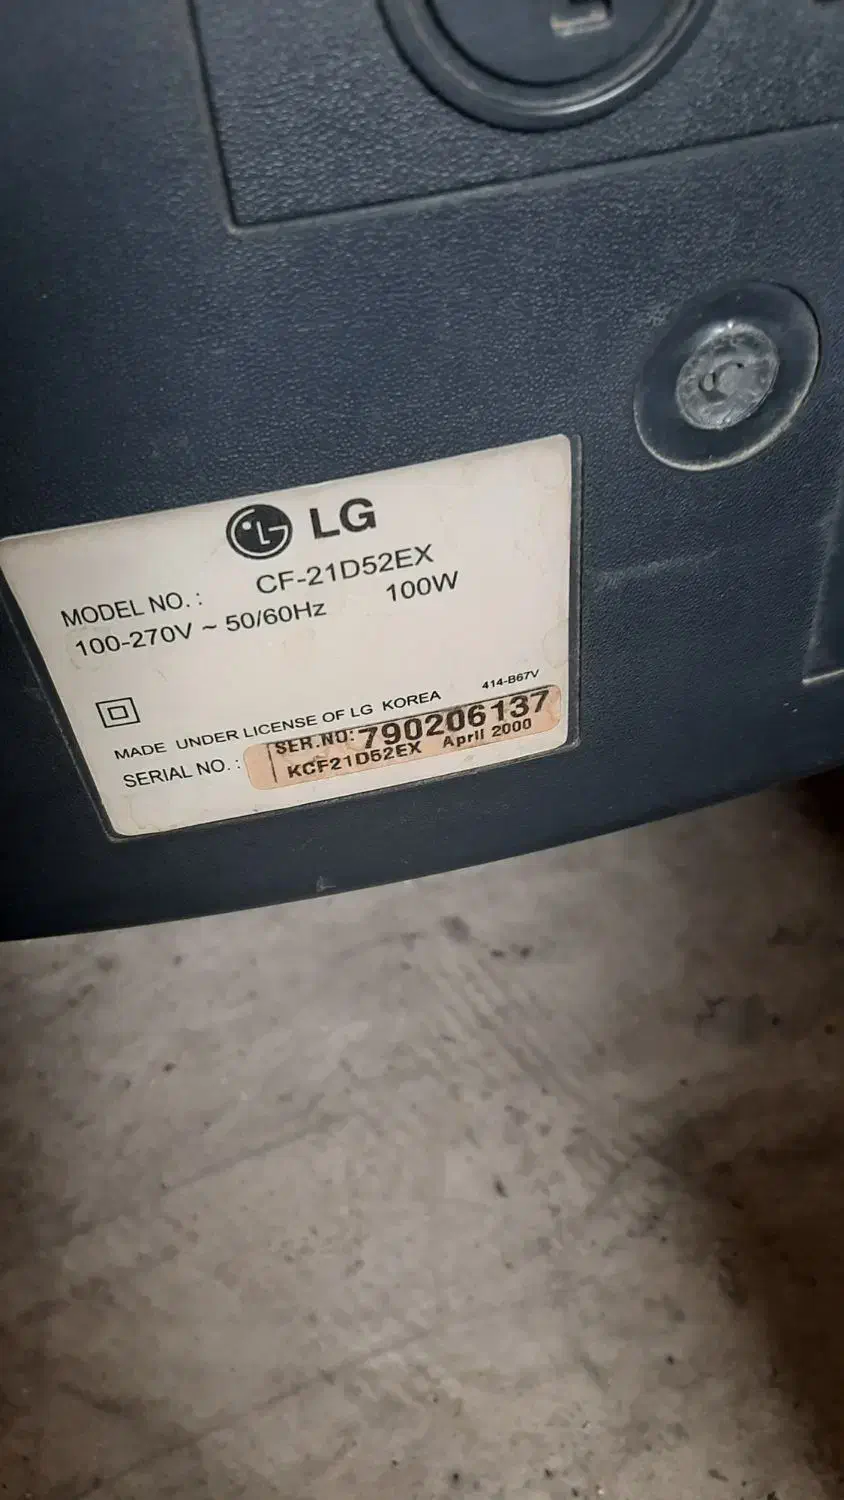 LG
MODEL NO. : CF-21D52EX
100-270V ~ 50/60Hz 100W
414-B67V
MADE UNDER LICENSE OF LG KOREA
SERIAL NO. : SER.NO: 790206137
KCF21D52EX April 2000